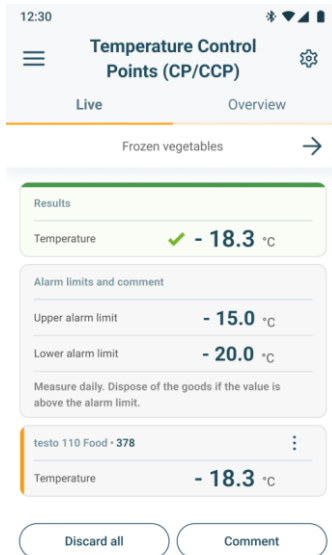 12:30
Temperature Control
Points (CP/CCP)
Live Overview
Frozen vegetables
Results
Temperature - 18.3 °C
Alarm limits and comment
Upper alarm limit - 15.0 °C
Lower alarm limit - 20.0 °C
Measure daily. Dispose of the goods if the value is
above the alarm limit.
testo 110 Food • 378
Temperature - 18.3 °C
Discard all Comment